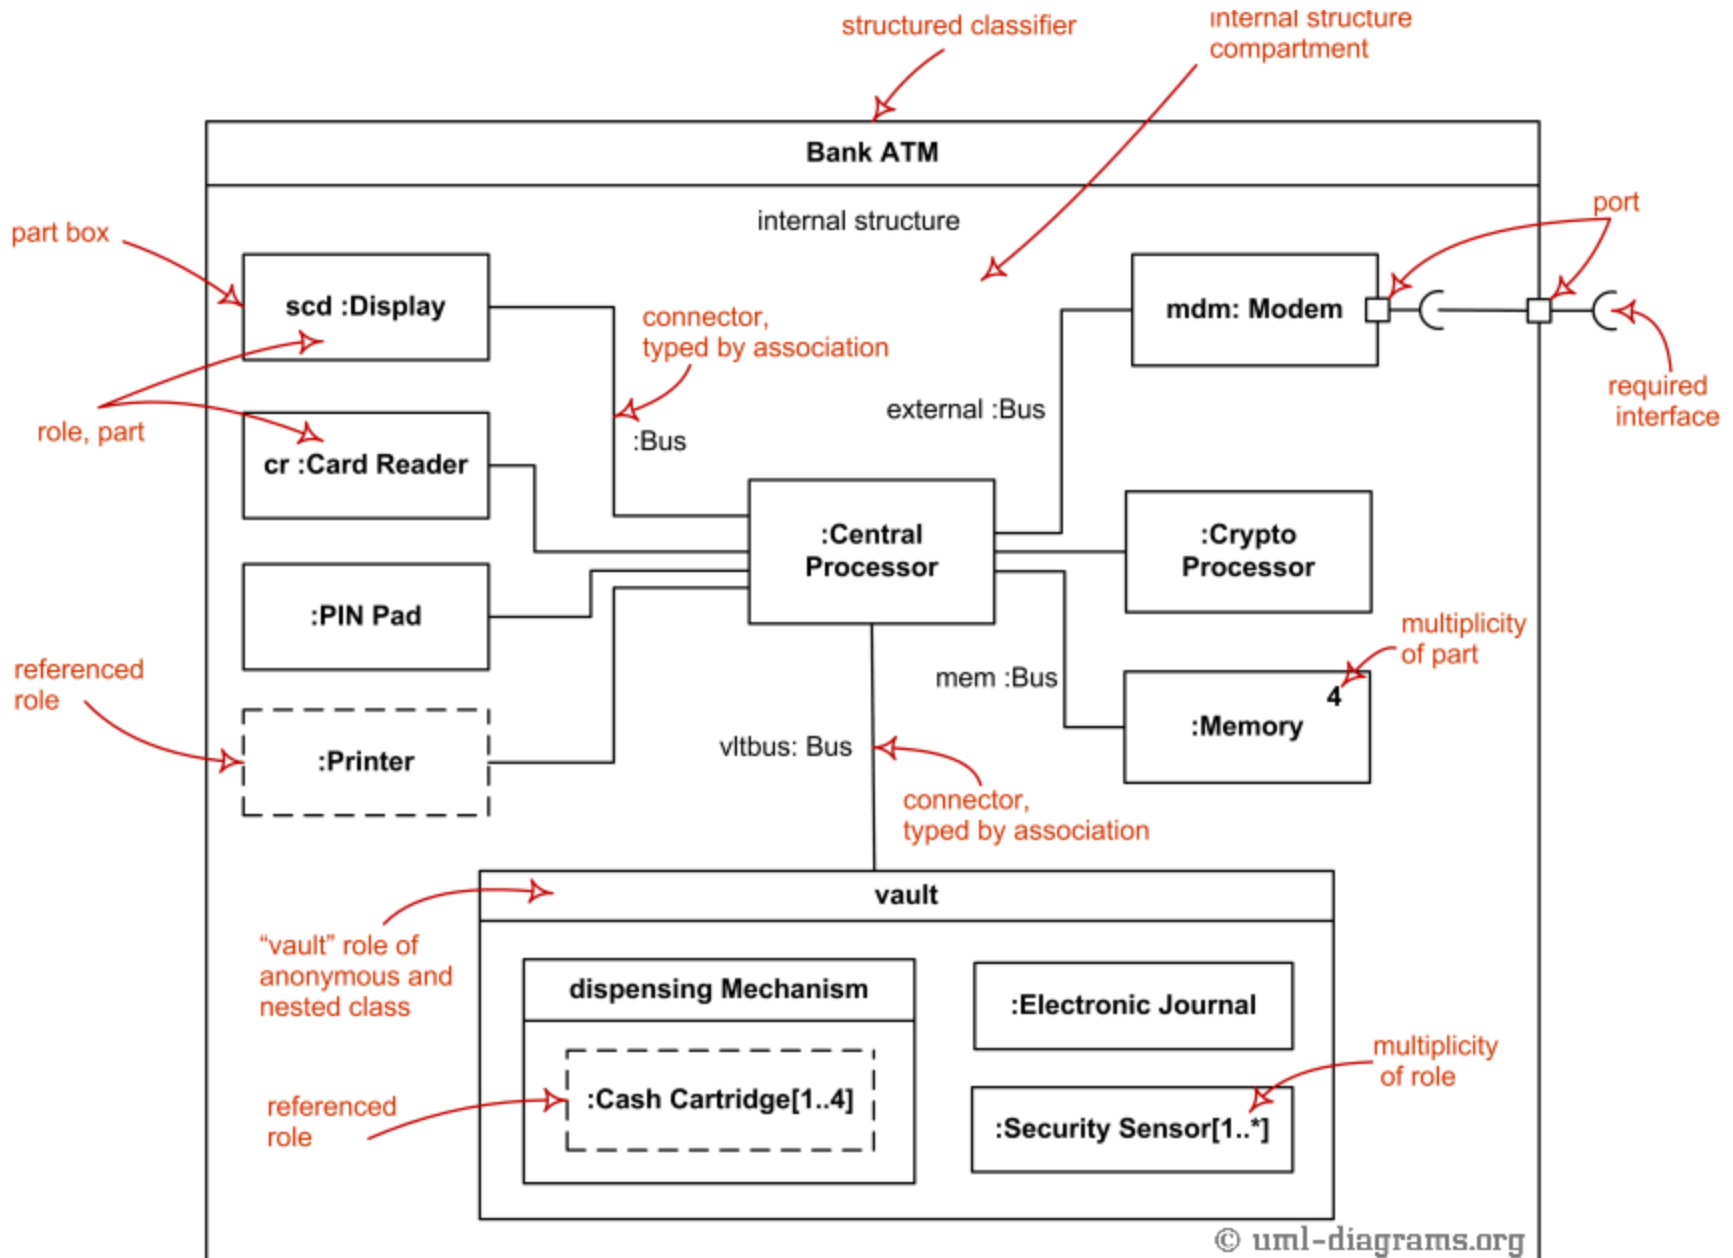 structured classifier
internal structure
compartment
Bank ATM
port
internal structure
part box
scd :Display
mdm: Modem
connector,
typed by association
required
interface
external :Bus
role, part
:Bus
cr :Card Reader
:Central
Processor
:Crypto
Processor
:PIN Pad
multiplicity
of part
referenced
role
mem :Bus
4
:Memory
:Printer
vltbus: Bus
connector,
typed by association
vault
“vault” role of
anonymous and
nested class
dispensing Mechanism
:Electronic Journal
multiplicity
of role
:Cash Cartridge[1..4]
referenced
role
:Security Sensor[1..*]
© uml-diagrams.org